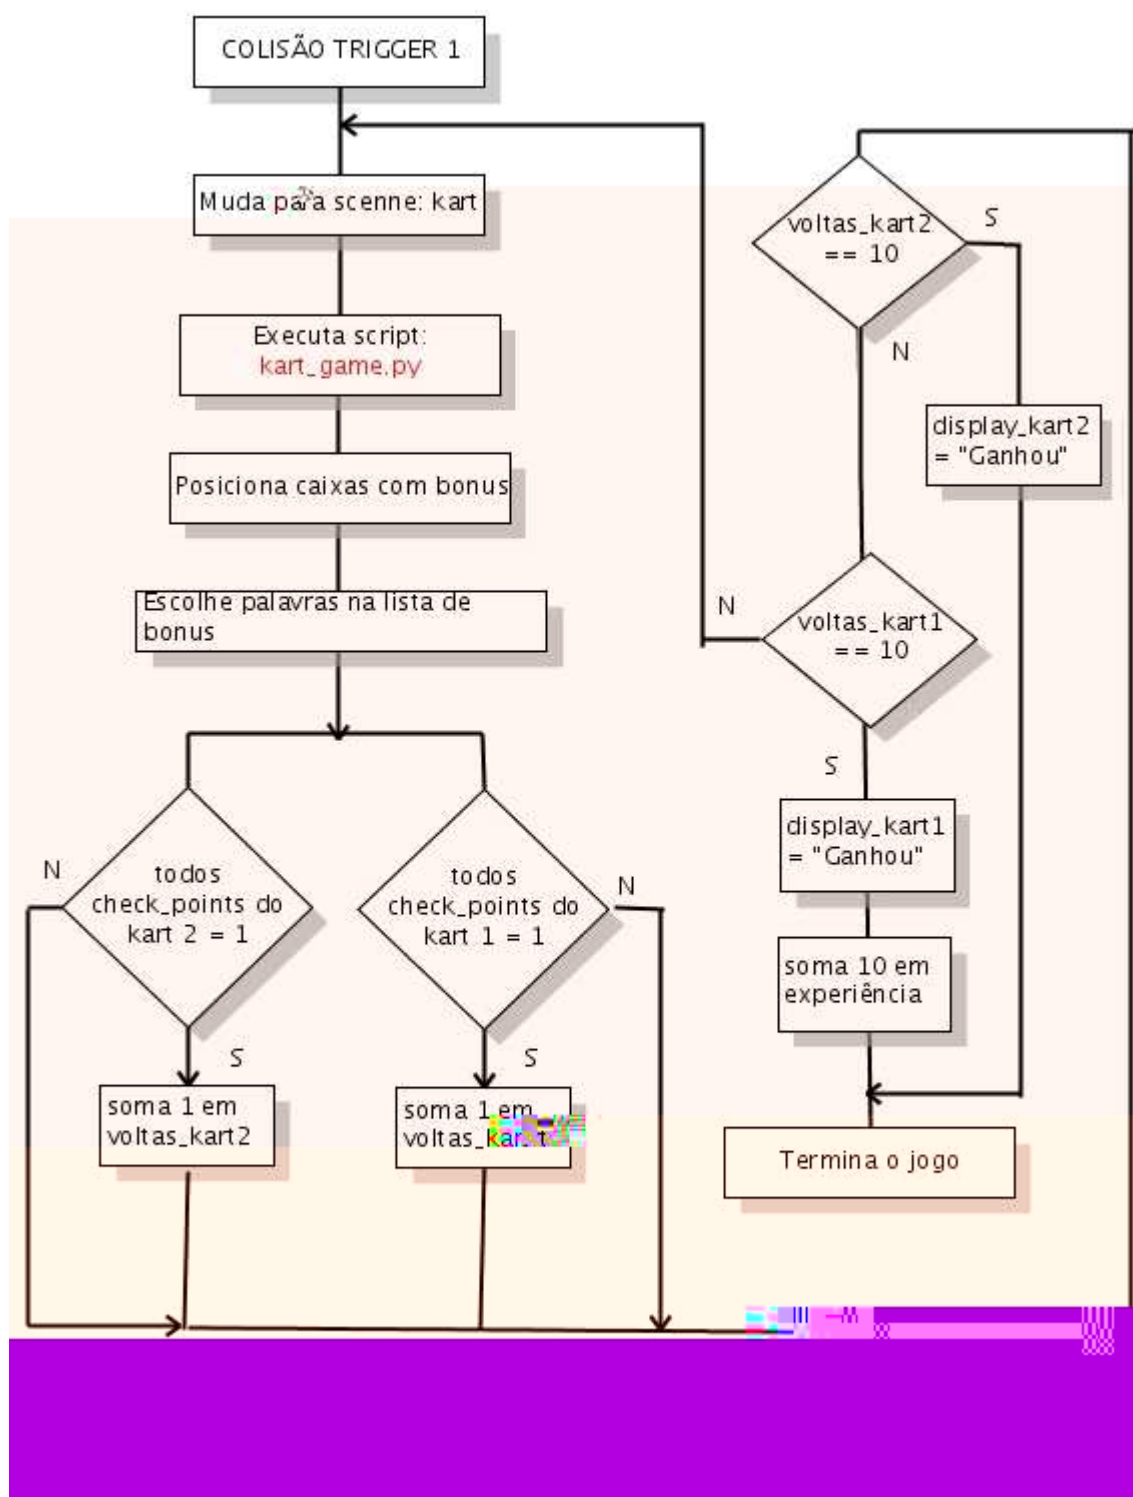 COLISÃO TRIGGER 1
Muda para scenne: kart
Executa script:
kart_game.py
Posiciona caixas com bonus
Escolhe palavras na lista de
bonus
N
todos
check_points do
kart 2 = 1
S
soma 1 em
voltas_kart2
todos
check_points do
kart 1 = 1
N
S
soma 1 em
voltas_kart2
== 10
S
N
display_kart2
= "Ganhou"
voltas_kart1
== 10
N
S
display_kart1
= "Ganhou"
soma 10 em
experiência
Termina o jogo